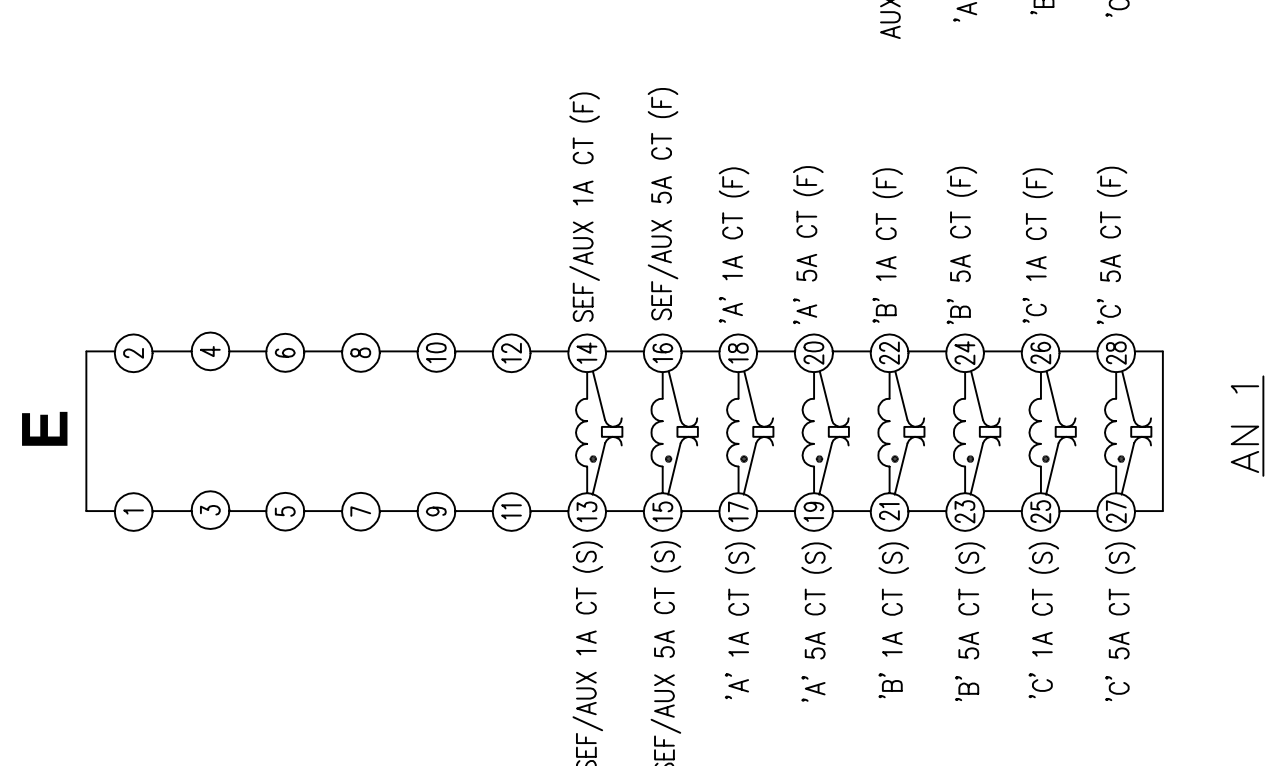 E
1 2
3 4
5 6
7 8
9 10
11 12
SEF/AUX 1A CT (S) 13 14 SEF/AUX 1A CT (F)
SEF/AUX 5A CT (S) 15 16 SEF/AUX 5A CT (F)
'A' 1A CT (S) 17 18 'A' 1A CT (F)
'A' 5A CT (S) 19 20 'A' 5A CT (F)
'B' 1A CT (S) 21 22 'B' 1A CT (F)
'B' 5A CT (S) 23 24 'B' 5A CT (F)
'C' 1A CT (S) 25 26 'C' 1A CT (F)
'C' 5A CT (S) 27 28 'C' 5A CT (F)
AUX
'A
'B
'C
AN 1